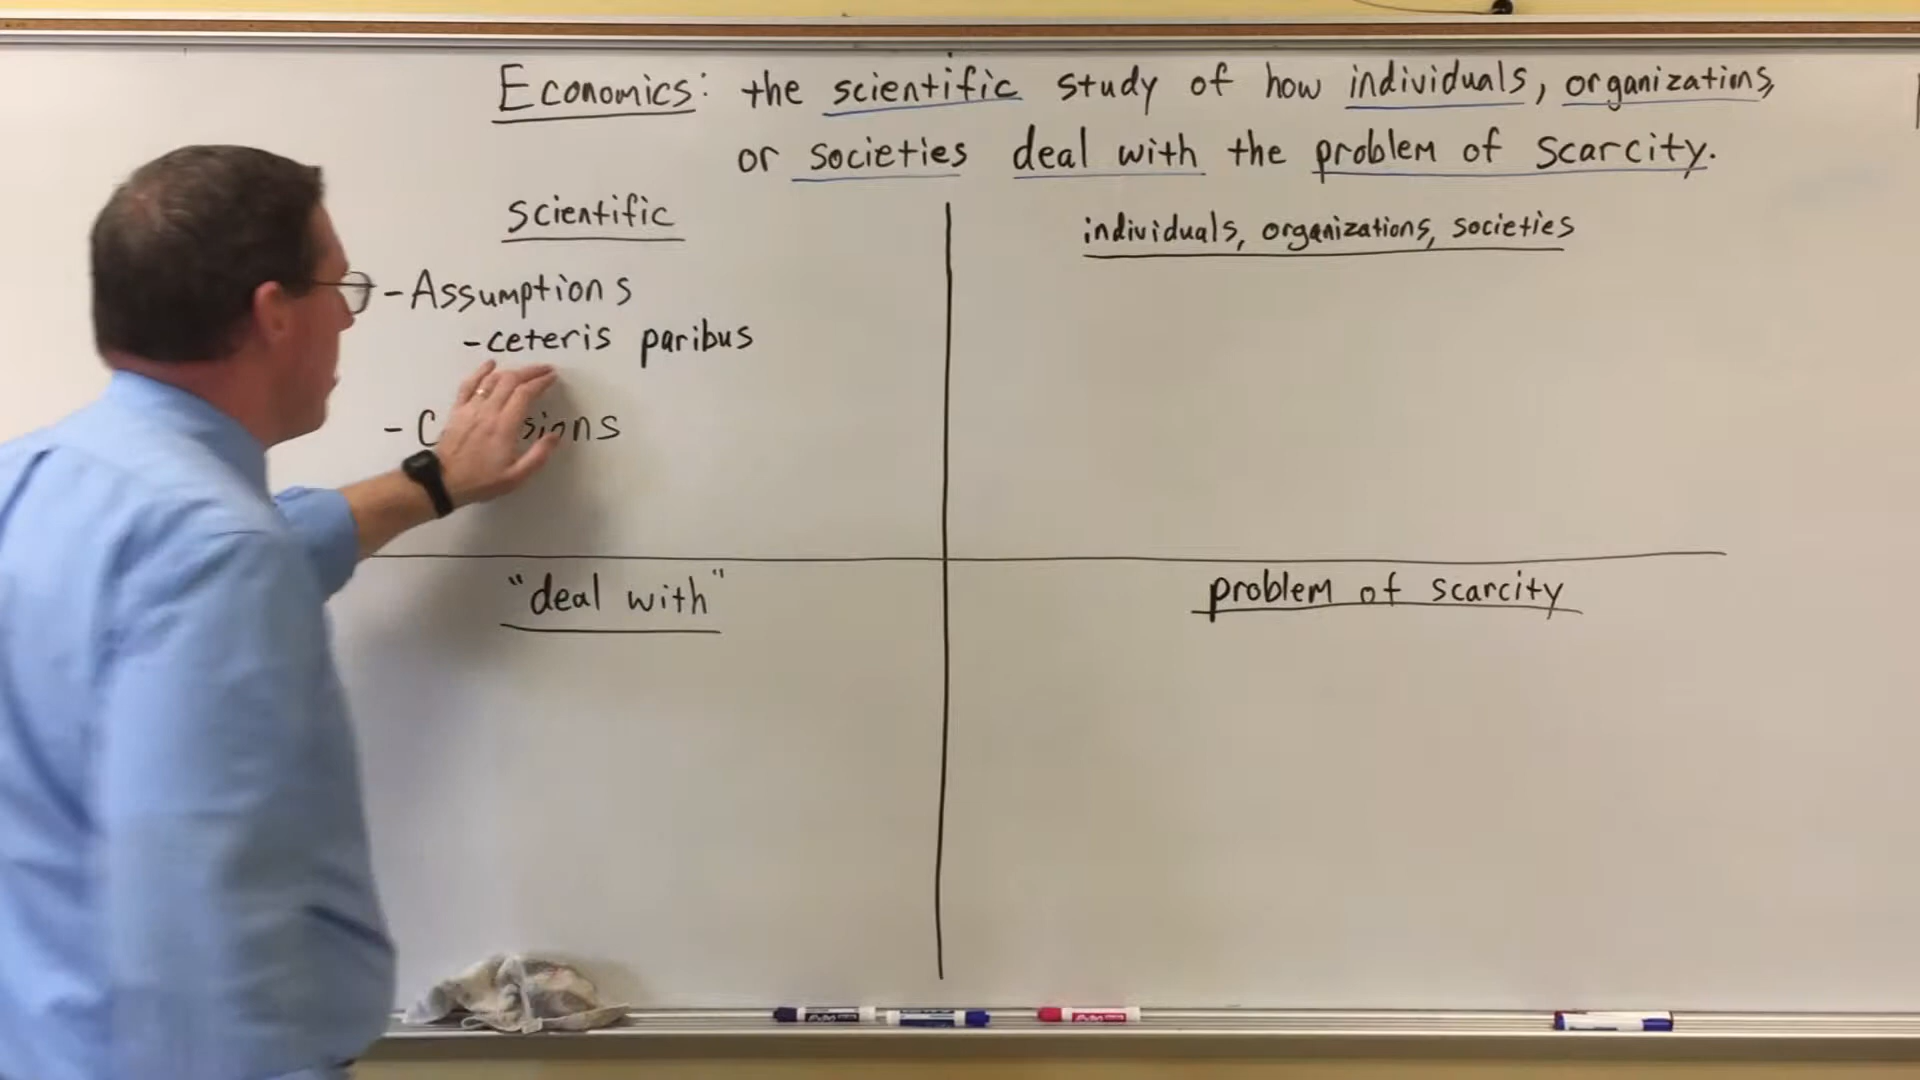 Economics: the scientific study of how individuals, organizations,
or societies deal with the problem of scarcity.
scientific
-Assumptions
-ceteris paribus
individuals, organizations, societies
"deal with"
problem of scarcity